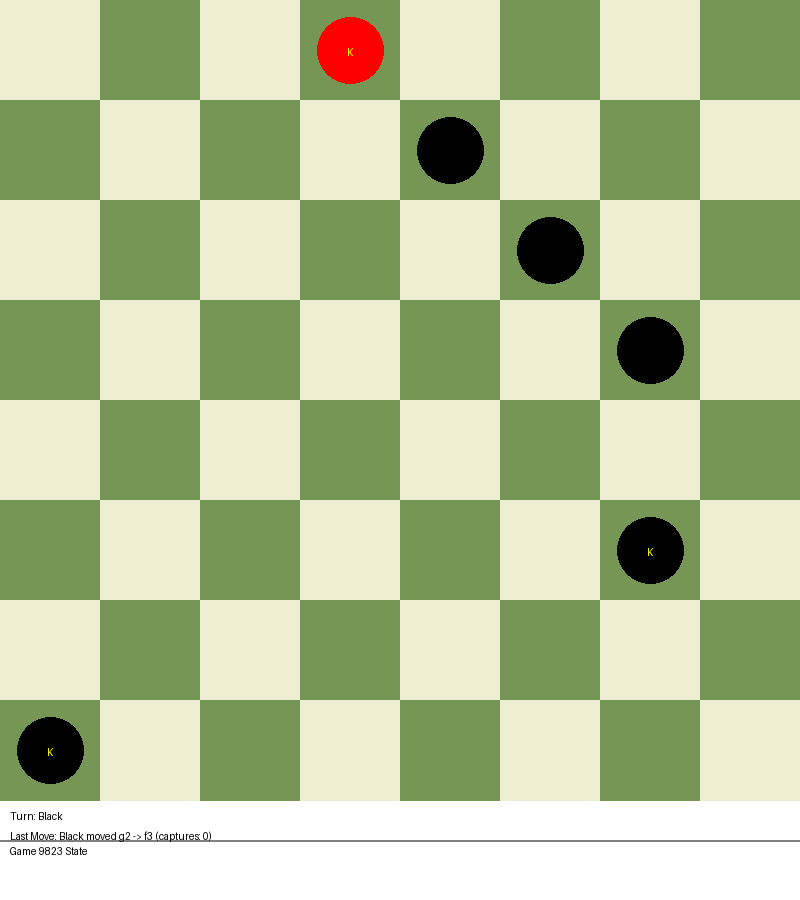 K
K
K
Turn: Black
Last Move: Black moved g2 -> f3 (captures: 0)
Game 9823 State